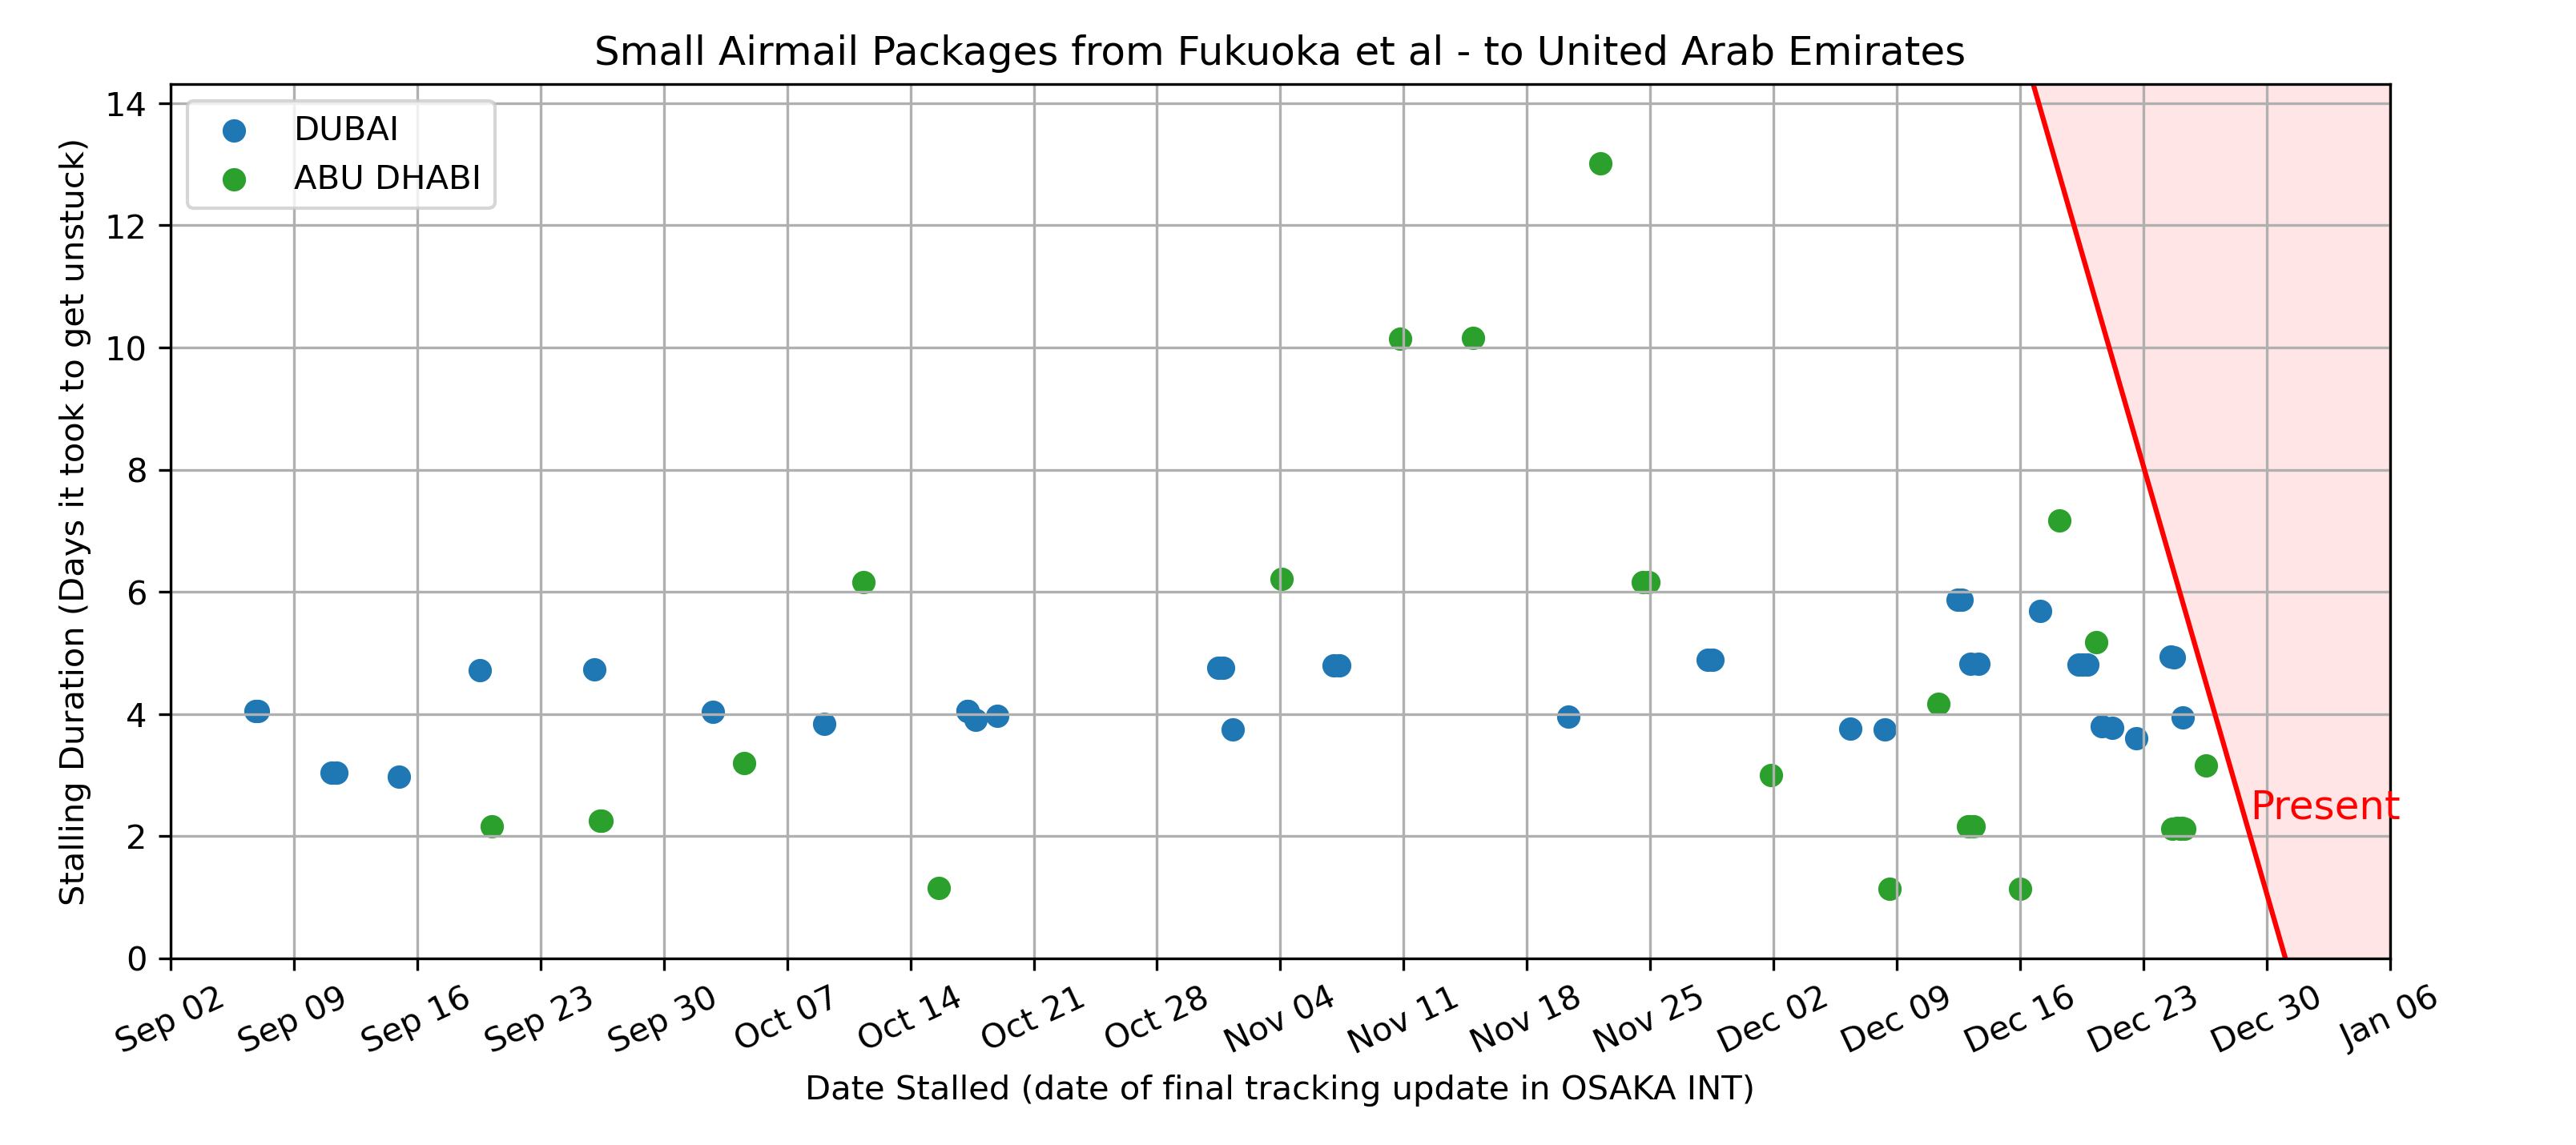 Small Airmail Packages from Fukuoka et al - to United Arab Emirates
DUBAI
ABU DHABI
Stalling Duration (Days it took to get unstuck)
14
12
10
8
6
4
2
0
Present
Sep 02
Sep 09
Sep 16
Sep 23
Sep 30
Oct 07
Oct 14
Oct 21
Oct 28
Nov 04
Nov 11
Nov 18
Nov 25
Dec 02
Dec 09
Dec 16
Dec 23
Dec 30
Jan 06
Date Stalled (date of final tracking update in OSAKA INT)